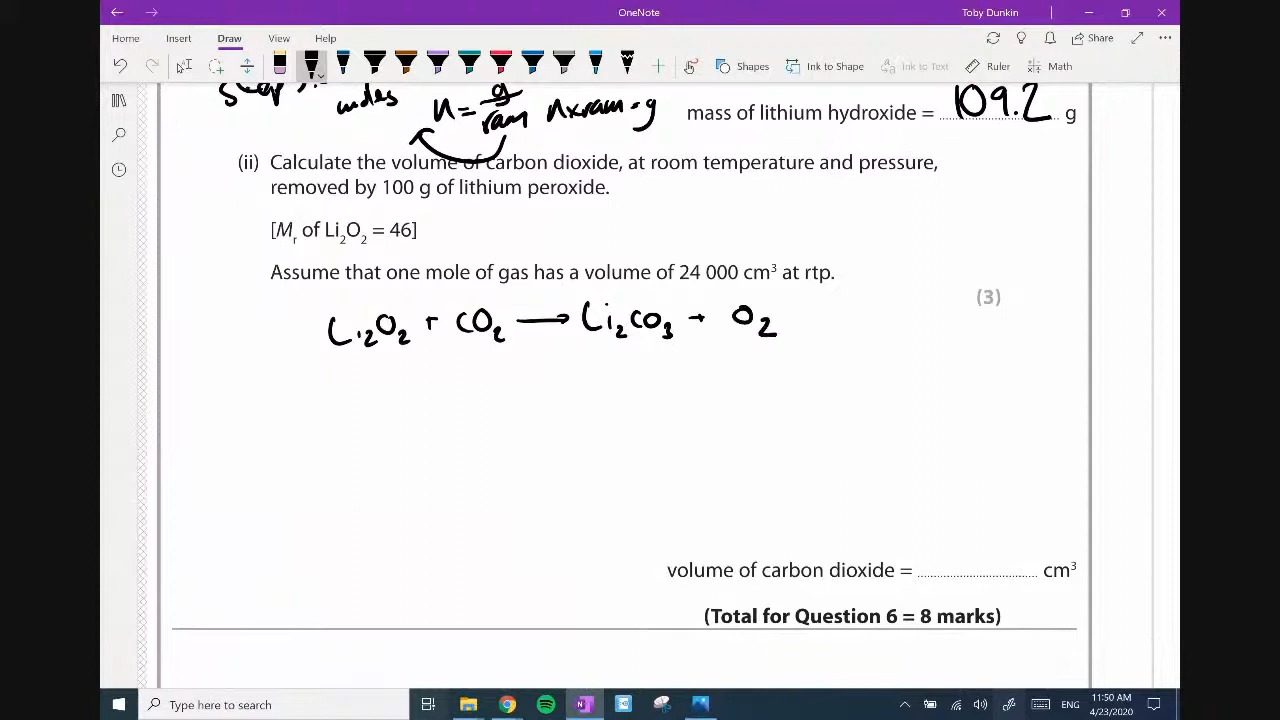 OneNote
Toby Dunkin
Home Insert Draw View Help
Share
Shapes Ink to Shape Ink to Text Ruler Math
moles n = g/ram n×ram = g mass of lithium hydroxide = 109.2 g
(ii) Calculate the volume of carbon dioxide, at room temperature and pressure,
removed by 100 g of lithium peroxide.
[Mr of Li2O2 = 46]
Assume that one mole of gas has a volume of 24 000 cm³ at rtp.
(3)
Li2O2 + CO2 → Li2CO3 + O2
volume of carbon dioxide = .................................... cm³
(Total for Question 6 = 8 marks)
Type here to search
ENG
11:50 AM
4/23/2020